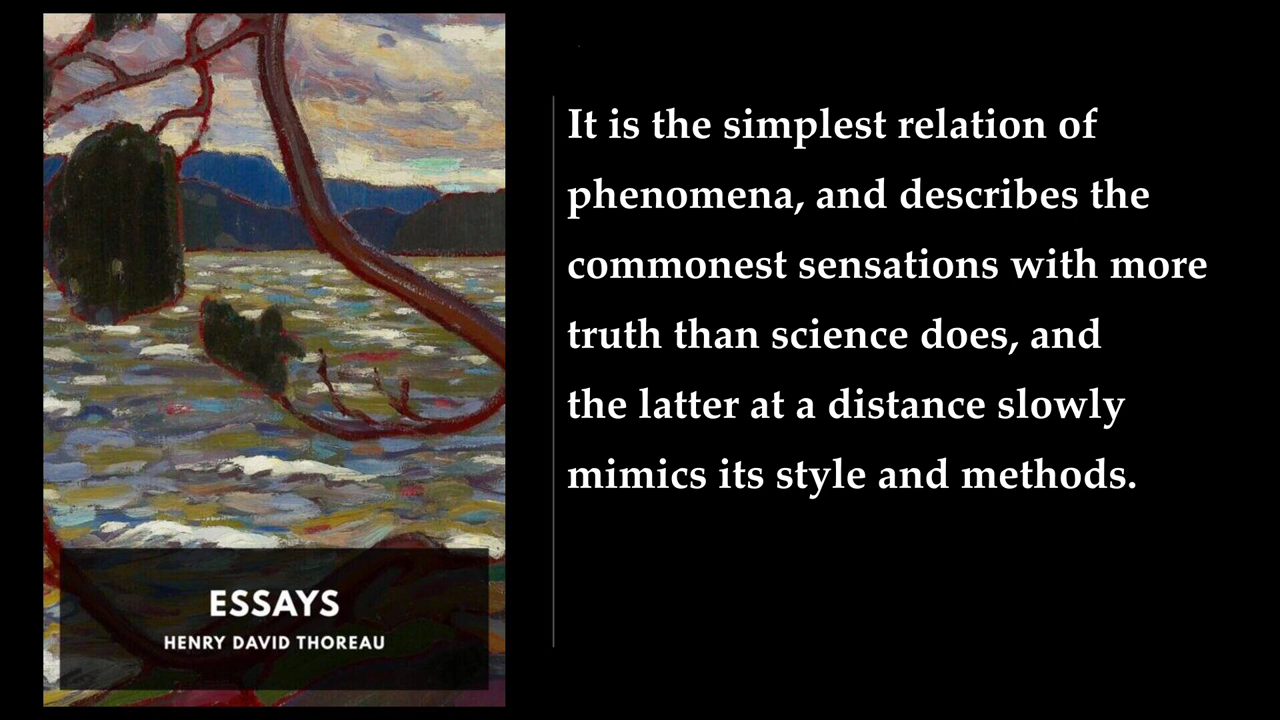 It is the simplest relation of
phenomena, and describes the
commonest sensations with more
truth than science does, and
the latter at a distance slowly
mimics its style and methods.
ESSAYS
HENRY DAVID THOREAU